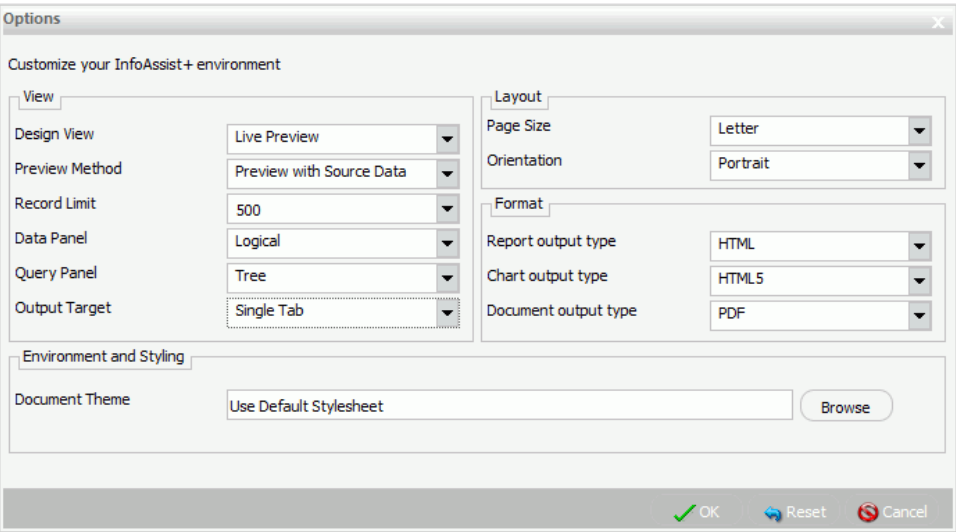 Options
Customize your InfoAssist+ environment
View
Design View Live Preview
Preview Method Preview with Source Data
Record Limit 500
Data Panel Logical
Query Panel Tree
Output Target Single Tab
Layout
Page Size Letter
Orientation Portrait
Format
Report output type HTML
Chart output type HTML5
Document output type PDF
Environment and Styling
Document Theme Use Default Stylesheet Browse
OK Reset Cancel